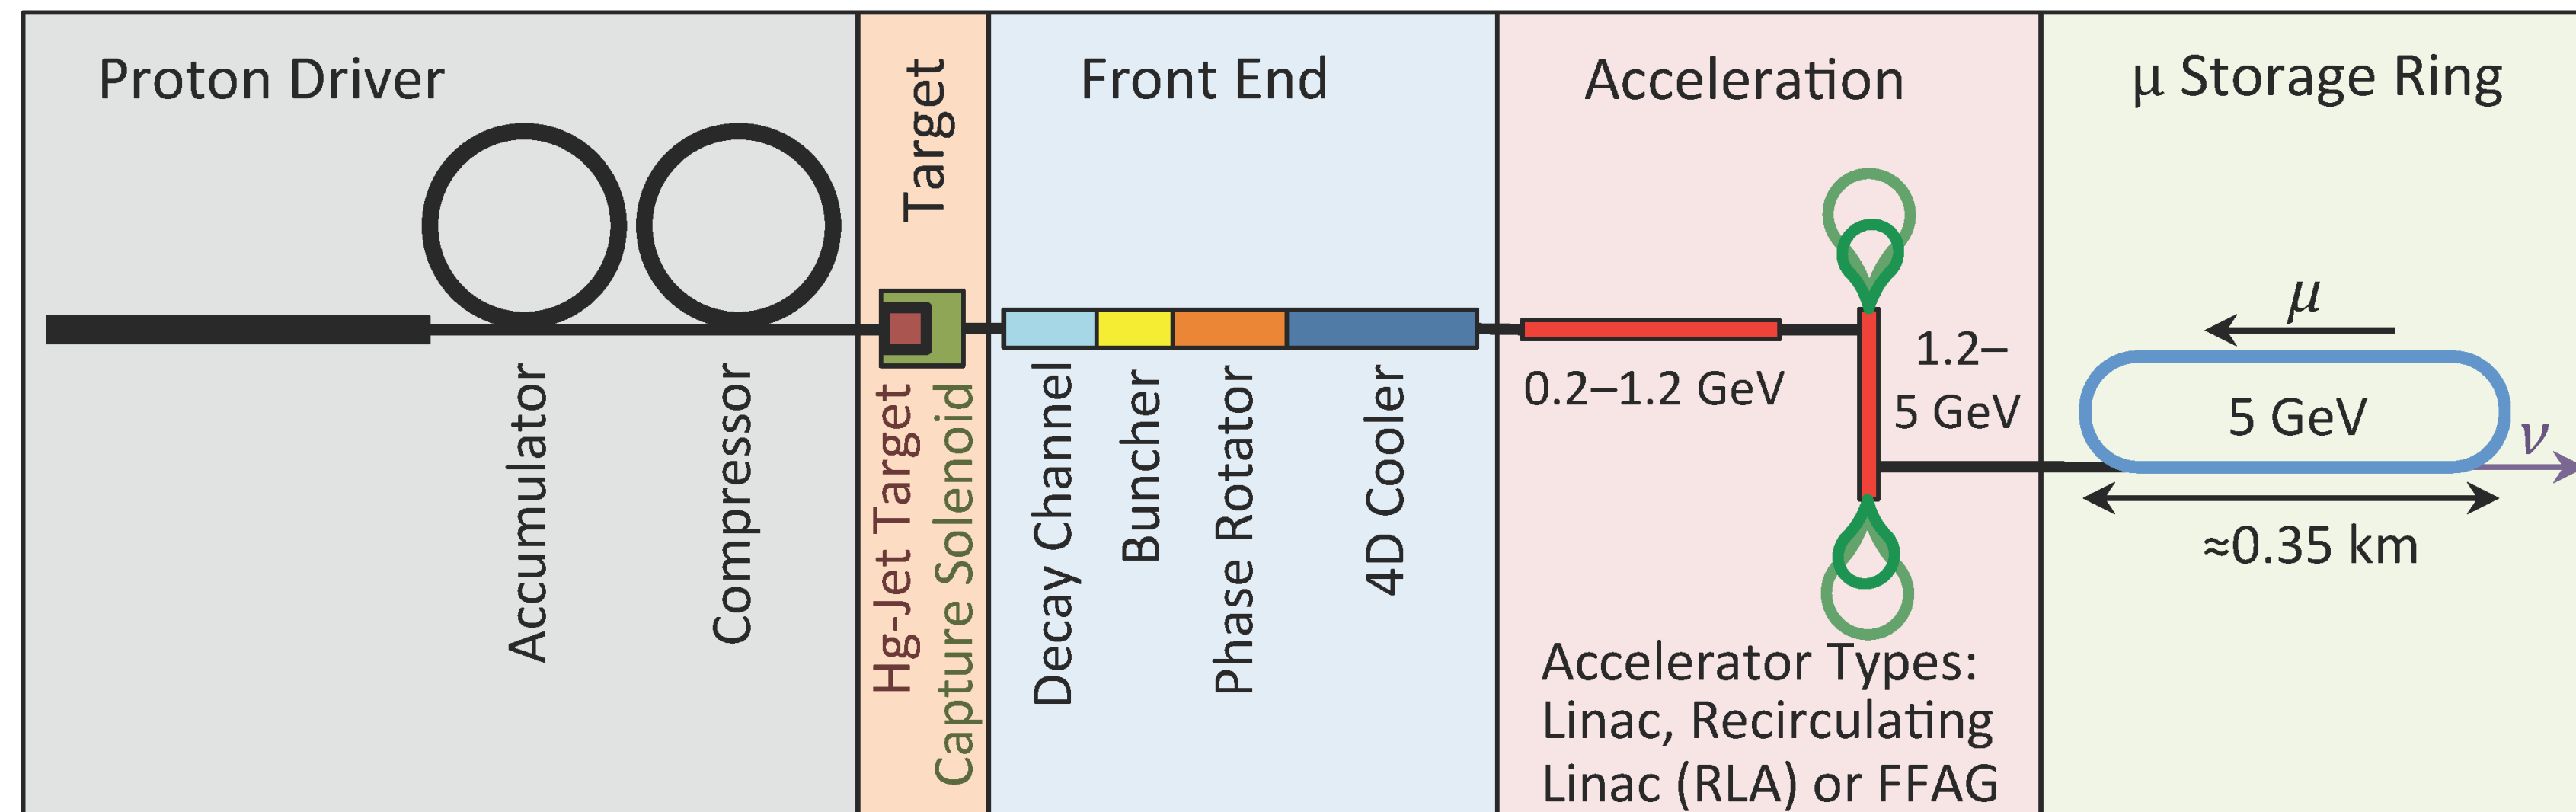 Proton Driver
Accumulator
Compressor
Target
Hg-Jet Target
Capture Solenoid
Front End
Decay Channel
Buncher
Phase Rotator
4D Cooler
Acceleration
0.2–1.2 GeV
1.2–
5 GeV
Accelerator Types:
Linac, Recirculating
Linac (RLA) or FFAG
μ Storage Ring
μ
5 GeV
ν
≈0.35 km